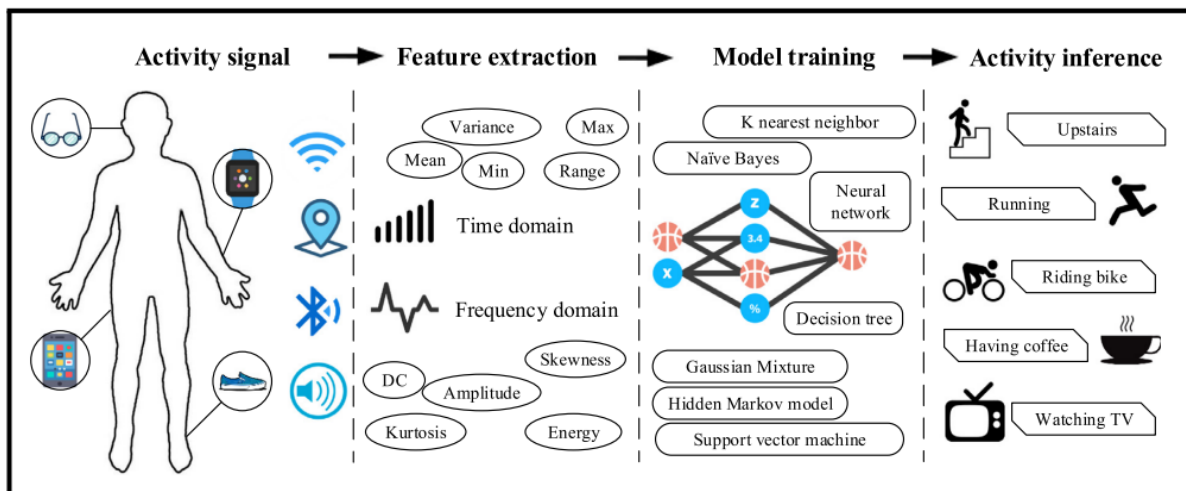 Activity signal
Feature extraction
Model training
Activity inference
Variance
Max
Mean
Min
Range
Time domain
Frequency domain
Skewness
DC
Amplitude
Kurtosis
Energy
K nearest neighbor
Naïve Bayes
Neural
network
Z
3.4
X
%
Decision tree
Gaussian Mixture
Hidden Markov model
Support vector machine
Upstairs
Running
Riding bike
Having coffee
Watching TV